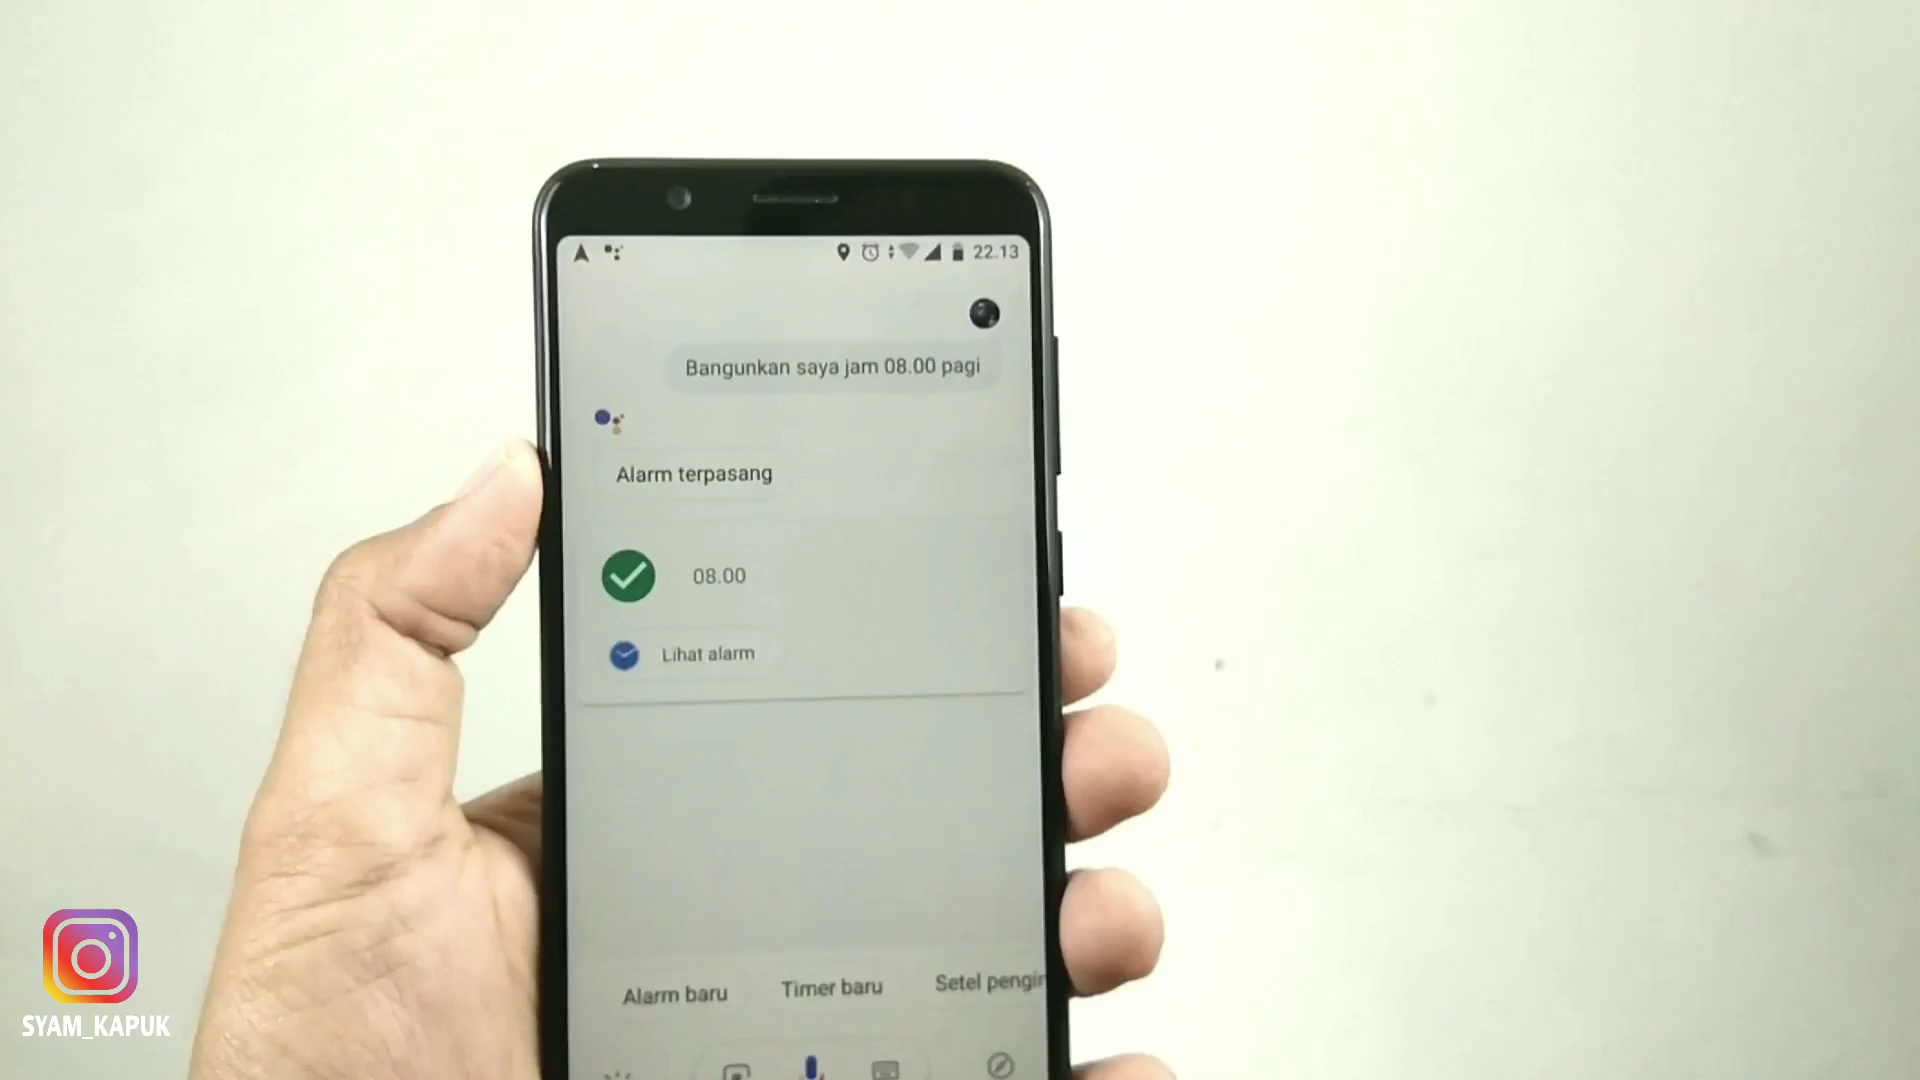 22.13
Bangunkan saya jam 08.00 pagi
Alarm terpasang
08.00
Lihat alarm
Alarm baru
Timer baru
Setel pengin
SYAM_KAPUK